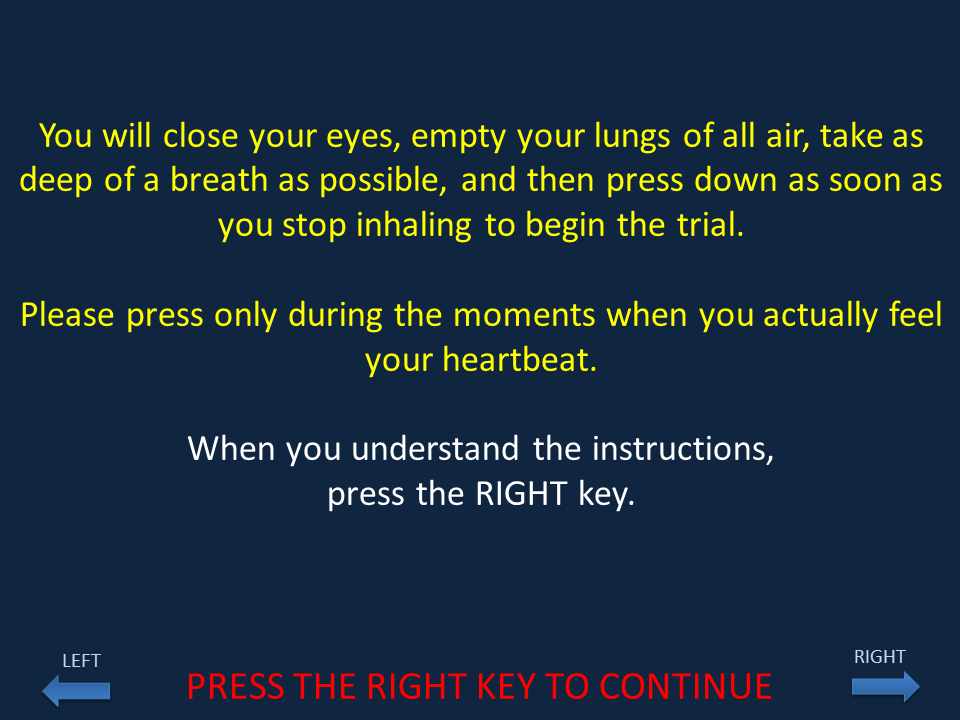 You will close your eyes, empty your lungs of all air, take as
deep of a breath as possible, and then press down as soon as
you stop inhaling to begin the trial.
Please press only during the moments when you actually feel
your heartbeat.
When you understand the instructions,
press the RIGHT key.
LEFT
RIGHT
PRESS THE RIGHT KEY TO CONTINUE